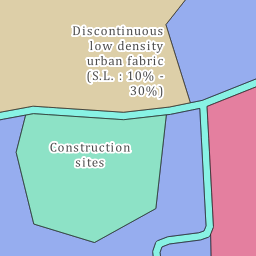 Discontinuous
low density
urban fabric
(S.L. : 10% -
30%)
Construction
sites